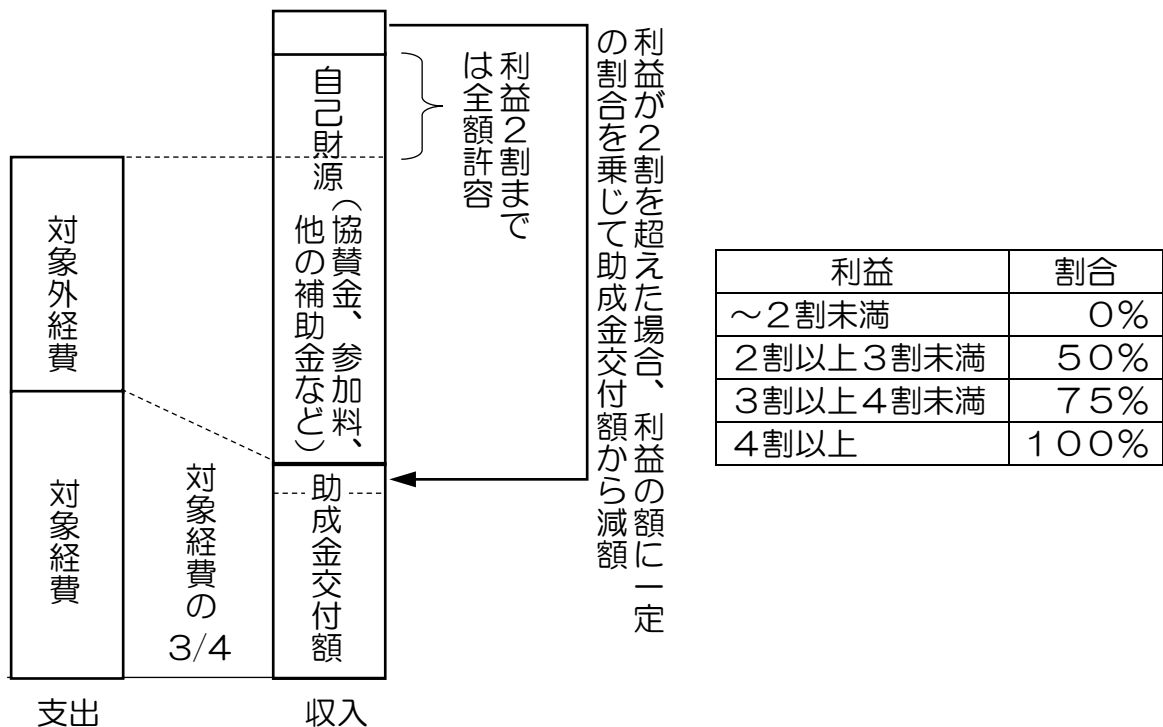 対象外経費
対象経費
支出
対象経費の
3/4
自己財源（協賛金、参加料、
他の補助金など）
助成金交付額
収入
利益２割まで
は全額許容
利益が２割を超えた場合、利益の額に一定
の割合を乗じて助成金交付額から減額
利益 割合
～２割未満 ０％
２割以上３割未満 ５０％
３割以上４割未満 ７５％
４割以上 １００％